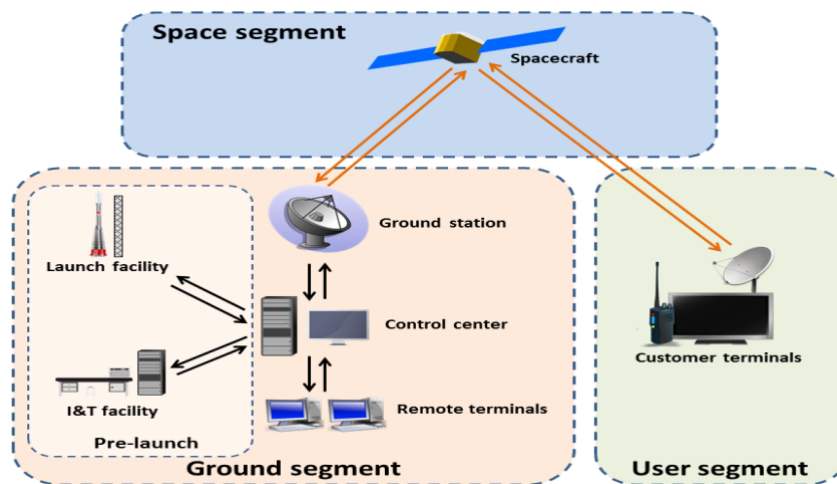 Space segment
Spacecraft
Ground station
Launch facility
Control center
Customer terminals
I&T facility
Remote terminals
Pre-launch
Ground segment
User segment